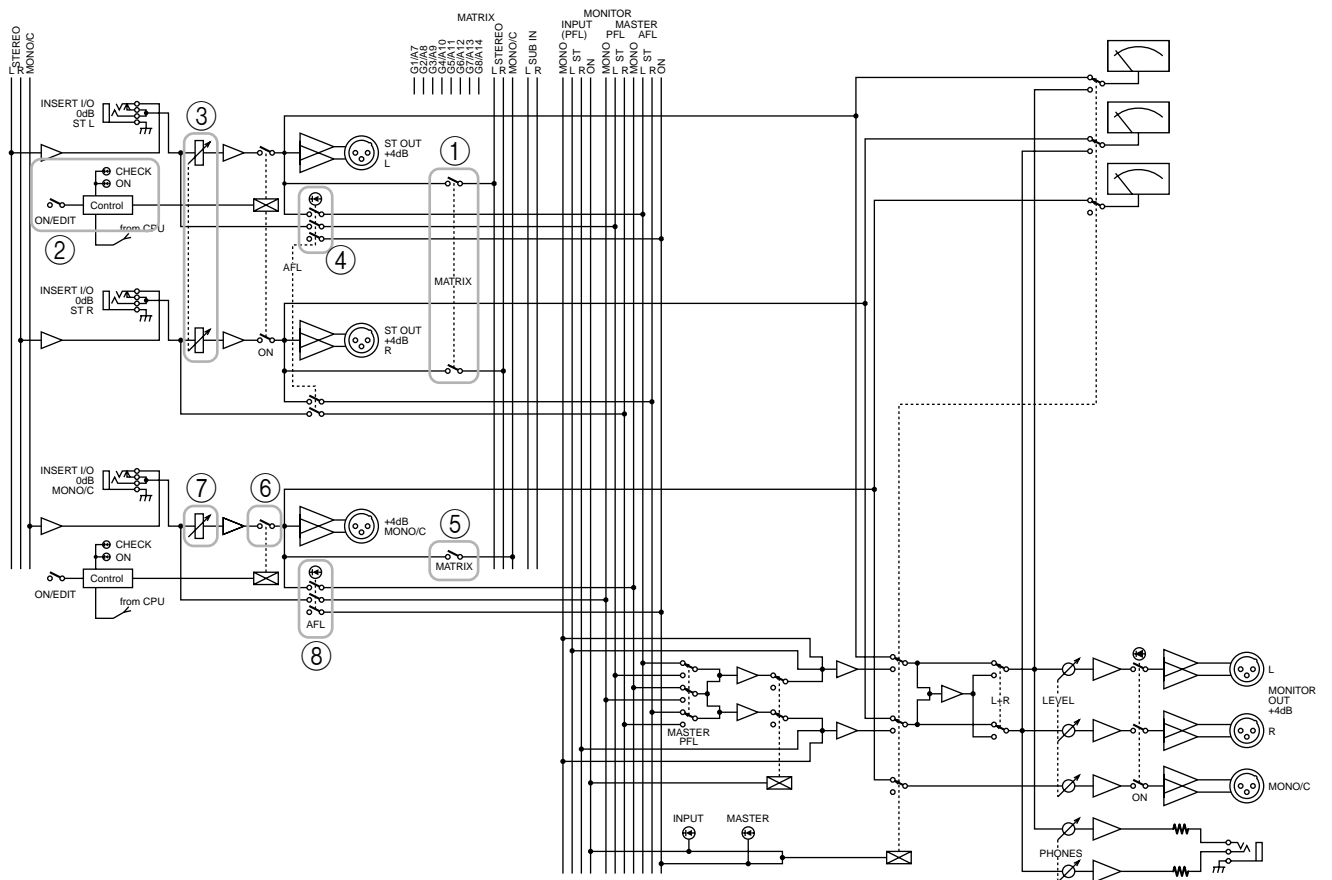 MATRIX
MONITOR
INPUT
(PFL)
MASTER
PFL
AFL
STEREO
L
R
MONO/C
G1/A7
G2/A8
G3/A9
G4/A10
G5/A11
G6/A12
G7/A13
G8/A14
L
R
STEREO
MONO/C
L
R
SUB IN
MONO
L
R
ST
ON
MONO
L
R
ST
MONO
L
R
ST
ON
INSERT I/O
0dB
ST L
3
ST OUT
+4dB
L
1
CHECK
ON
Control
ON/EDIT
from CPU
2
4
AFL
MATRIX
INSERT I/O
0dB
ST R
ON
ST OUT
+4dB
R
INSERT I/O
0dB
MONO/C
7
6
+4dB
MONO/C
5
MATRIX
CHECK
ON
Control
ON/EDIT
from CPU
AFL
8
MASTER
PFL
L+R
LEVEL
L
MONITOR
OUT
+4dB
R
ON
MONO/C
INPUT
MASTER
PHONES